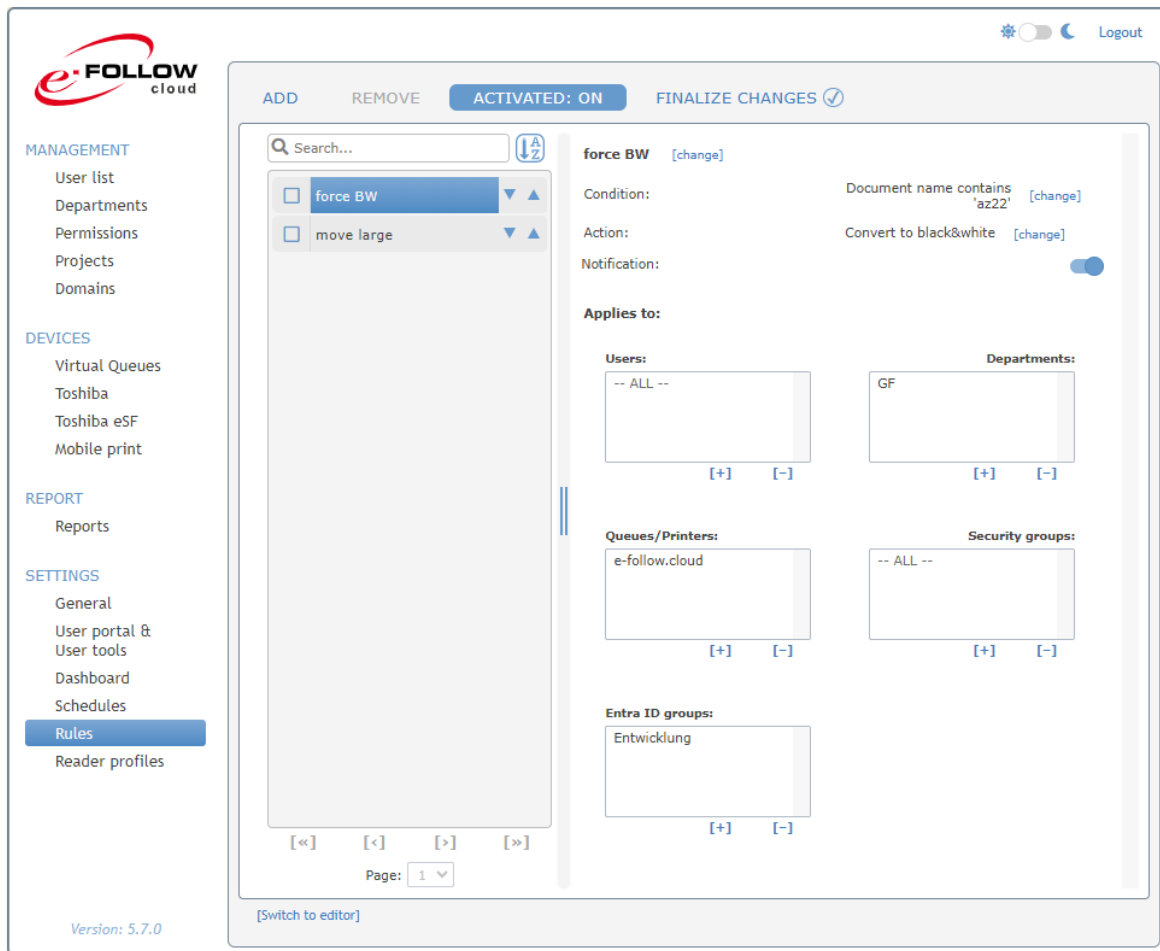 Logout
e-FOLLOW
cloud
ADD REMOVE ACTIVATED: ON FINALIZE CHANGES
MANAGEMENT
User list
Departments
Permissions
Projects
Domains
DEVICES
Virtual Queues
Toshiba
Toshiba eSF
Mobile print
REPORT
Reports
SETTINGS
General
User portal &
User tools
Dashboard
Schedules
Rules
Reader profiles
Version: 5.7.0
Search...
A
Z
force BW
move large
[«] [‹] [›] [»]
Page: 1
[Switch to editor]
force BW [change]
Condition: Document name contains
'az22' [change]
Action: Convert to black&white [change]
Notification:
Applies to:
Users: Departments:
-- ALL -- GF
[+] [-] [+] [-]
Queues/Printers: Security groups:
e-follow.cloud -- ALL --
[+] [-] [+] [-]
Entra ID groups:
Entwicklung
[+] [-]